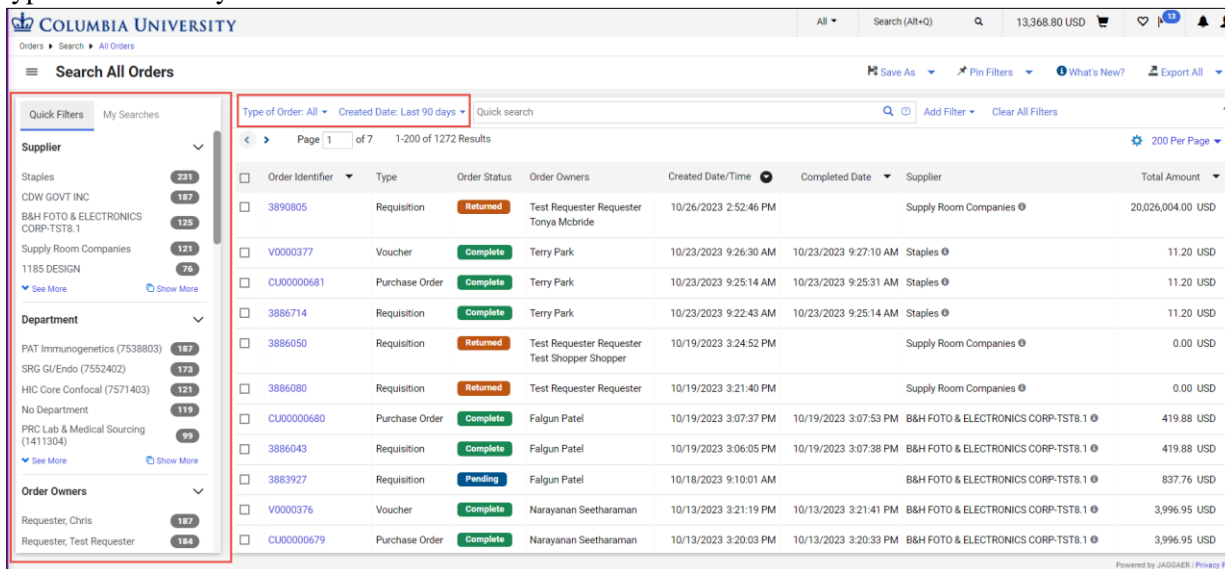 COLUMBIA UNIVERSITY
All
Search (Alt+Q)
13,368.80 USD
13
Orders Search All Orders
Search All Orders
Save As
Pin Filters
What's New?
Export All
Quick Filters My Searches
Type of Order: All Created Date: Last 90 days Quick search
Add Filter Clear All Filters
Page 1 of 7 1-200 of 1272 Results
200 Per Page
Supplier
Staples 231
CDW GOVT INC 187
B&H FOTO & ELECTRONICS
CORP-TST8.1 125
Supply Room Companies 121
1185 DESIGN 76
See More Show More
Department
PAT Immunogenetics (7538803) 187
SRG GI/Endo (7552402) 173
HIC Core Confocal (7571403) 121
No Department 119
PRC Lab & Medical Sourcing
(1411304) 99
See More Show More
Order Owners
Requester, Chris 187
Requester, Test Requester 184
Order Identifier Type Order Status Order Owners Created Date/Time Completed Date Supplier Total Amount
3890805 Requisition Returned Test Requester Requester 10/26/2023 2:52:46 PM Supply Room Companies 20,026,004.00 USD
Tonya Mcbride
V0000377 Voucher Complete Terry Park 10/23/2023 9:26:30 AM 10/23/2023 9:27:10 AM Staples 11.20 USD
CU00000681 Purchase Order Complete Terry Park 10/23/2023 9:25:14 AM 10/23/2023 9:25:31 AM Staples 11.20 USD
3886714 Requisition Complete Terry Park 10/23/2023 9:22:43 AM 10/23/2023 9:25:14 AM Staples 11.20 USD
3886050 Requisition Returned Test Requester Requester 10/19/2023 3:24:52 PM Supply Room Companies 0.00 USD
Test Shopper Shopper
3886080 Requisition Returned Test Requester Requester 10/19/2023 3:21:40 PM Supply Room Companies 0.00 USD
CU00000680 Purchase Order Complete Falgun Patel 10/19/2023 3:07:37 PM 10/19/2023 3:07:53 PM B&H FOTO & ELECTRONICS CORP-TST8.1 419.88 USD
3886043 Requisition Complete Falgun Patel 10/19/2023 3:06:05 PM 10/19/2023 3:07:38 PM B&H FOTO & ELECTRONICS CORP-TST8.1 419.88 USD
3883927 Requisition Pending Falgun Patel 10/18/2023 9:10:01 AM B&H FOTO & ELECTRONICS CORP-TST8.1 837.76 USD
V0000376 Voucher Complete Narayanan Seetharaman 10/13/2023 3:21:19 PM 10/13/2023 3:21:41 PM B&H FOTO & ELECTRONICS CORP-TST8.1 3,996.95 USD
CU00000679 Purchase Order Complete Narayanan Seetharaman 10/13/2023 3:20:03 PM 10/13/2023 3:20:33 PM B&H FOTO & ELECTRONICS CORP-TST8.1 3,996.95 USD
Powered by JAGGAER | Privacy